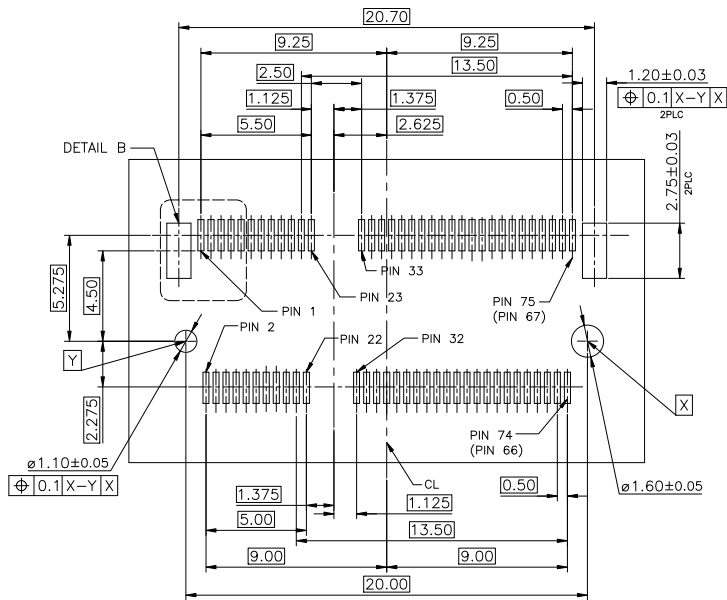 20.70
9.25 9.25
2.50 13.50
1.125 1.375 0.50 1.20±0.03
⌖ 0.1 X-Y X
2PLC
5.50 2.625
DETAIL B
2.75±0.03
2PLC
5.275
4.50
PIN 33
PIN 23
PIN 1
PIN 75
(PIN 67)
PIN 2
PIN 22
PIN 32
Y
X
2.275
PIN 74
(PIN 66)
ø1.10±0.05
⌖ 0.1 X-Y X
CL
ø1.60±0.05
1.375 1.125 0.50
5.00 13.50
9.00 9.00
20.00